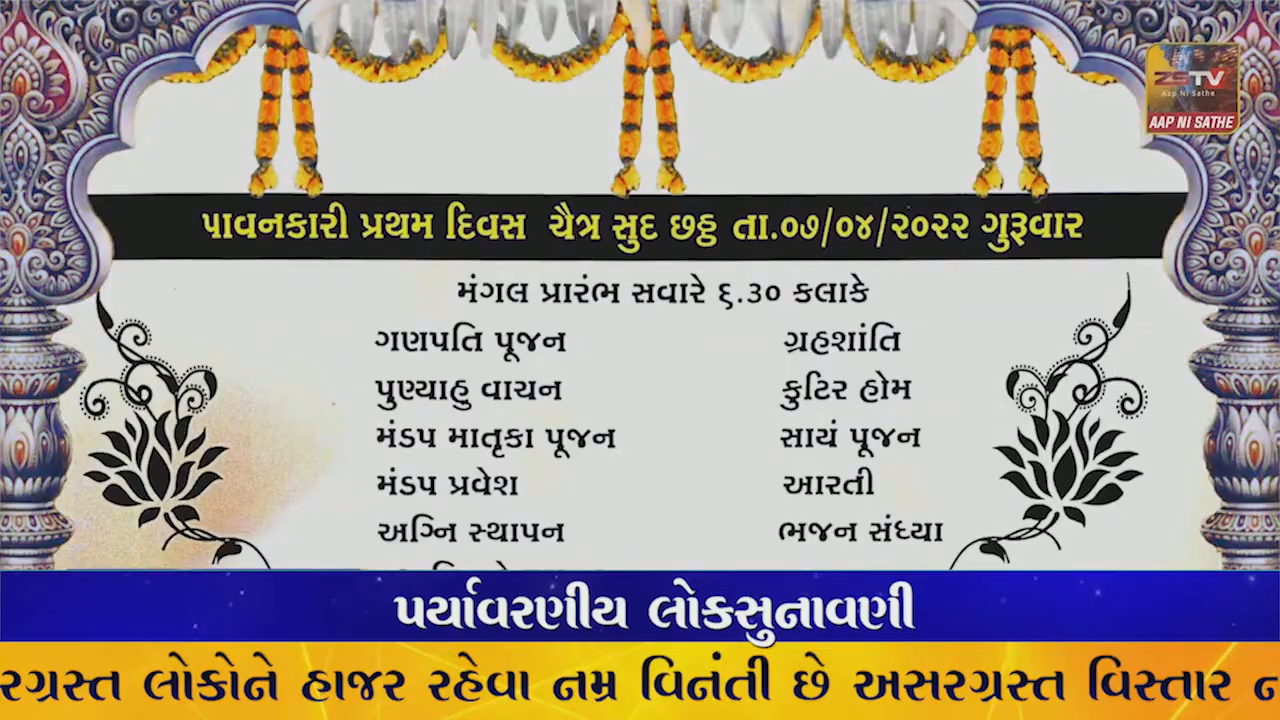 ZSTV
Aap Ni Sathe
AAP NI SATHE
પાવનકારી પ્રથમ દિવસ ચૈત્ર સુદ છઠ્ઠ તા.૦૭/૦૪/૨૦૨૨ ગુરૂવાર
મંગલ પ્રારંભ સવારે ૬.૩૦ કલાકે
ગણપતિ પૂજન
પુણ્યાહુ વાચન
મંડપ માતૃકા પૂજન
મંડપ પ્રવેશ
અગ્નિ સ્થાપન
ગ્રહશાંતિ
કુટિર હોમ
સાયં પૂજન
આરતી
ભજન સંધ્યા
પર્યાવરણીય લોકસુનાવણી
રગ્રસ્ત લોકોને હાજર રહેવા નમ્ર વિનંતી છે અસરગ્રસ્ત વિસ્તાર ન